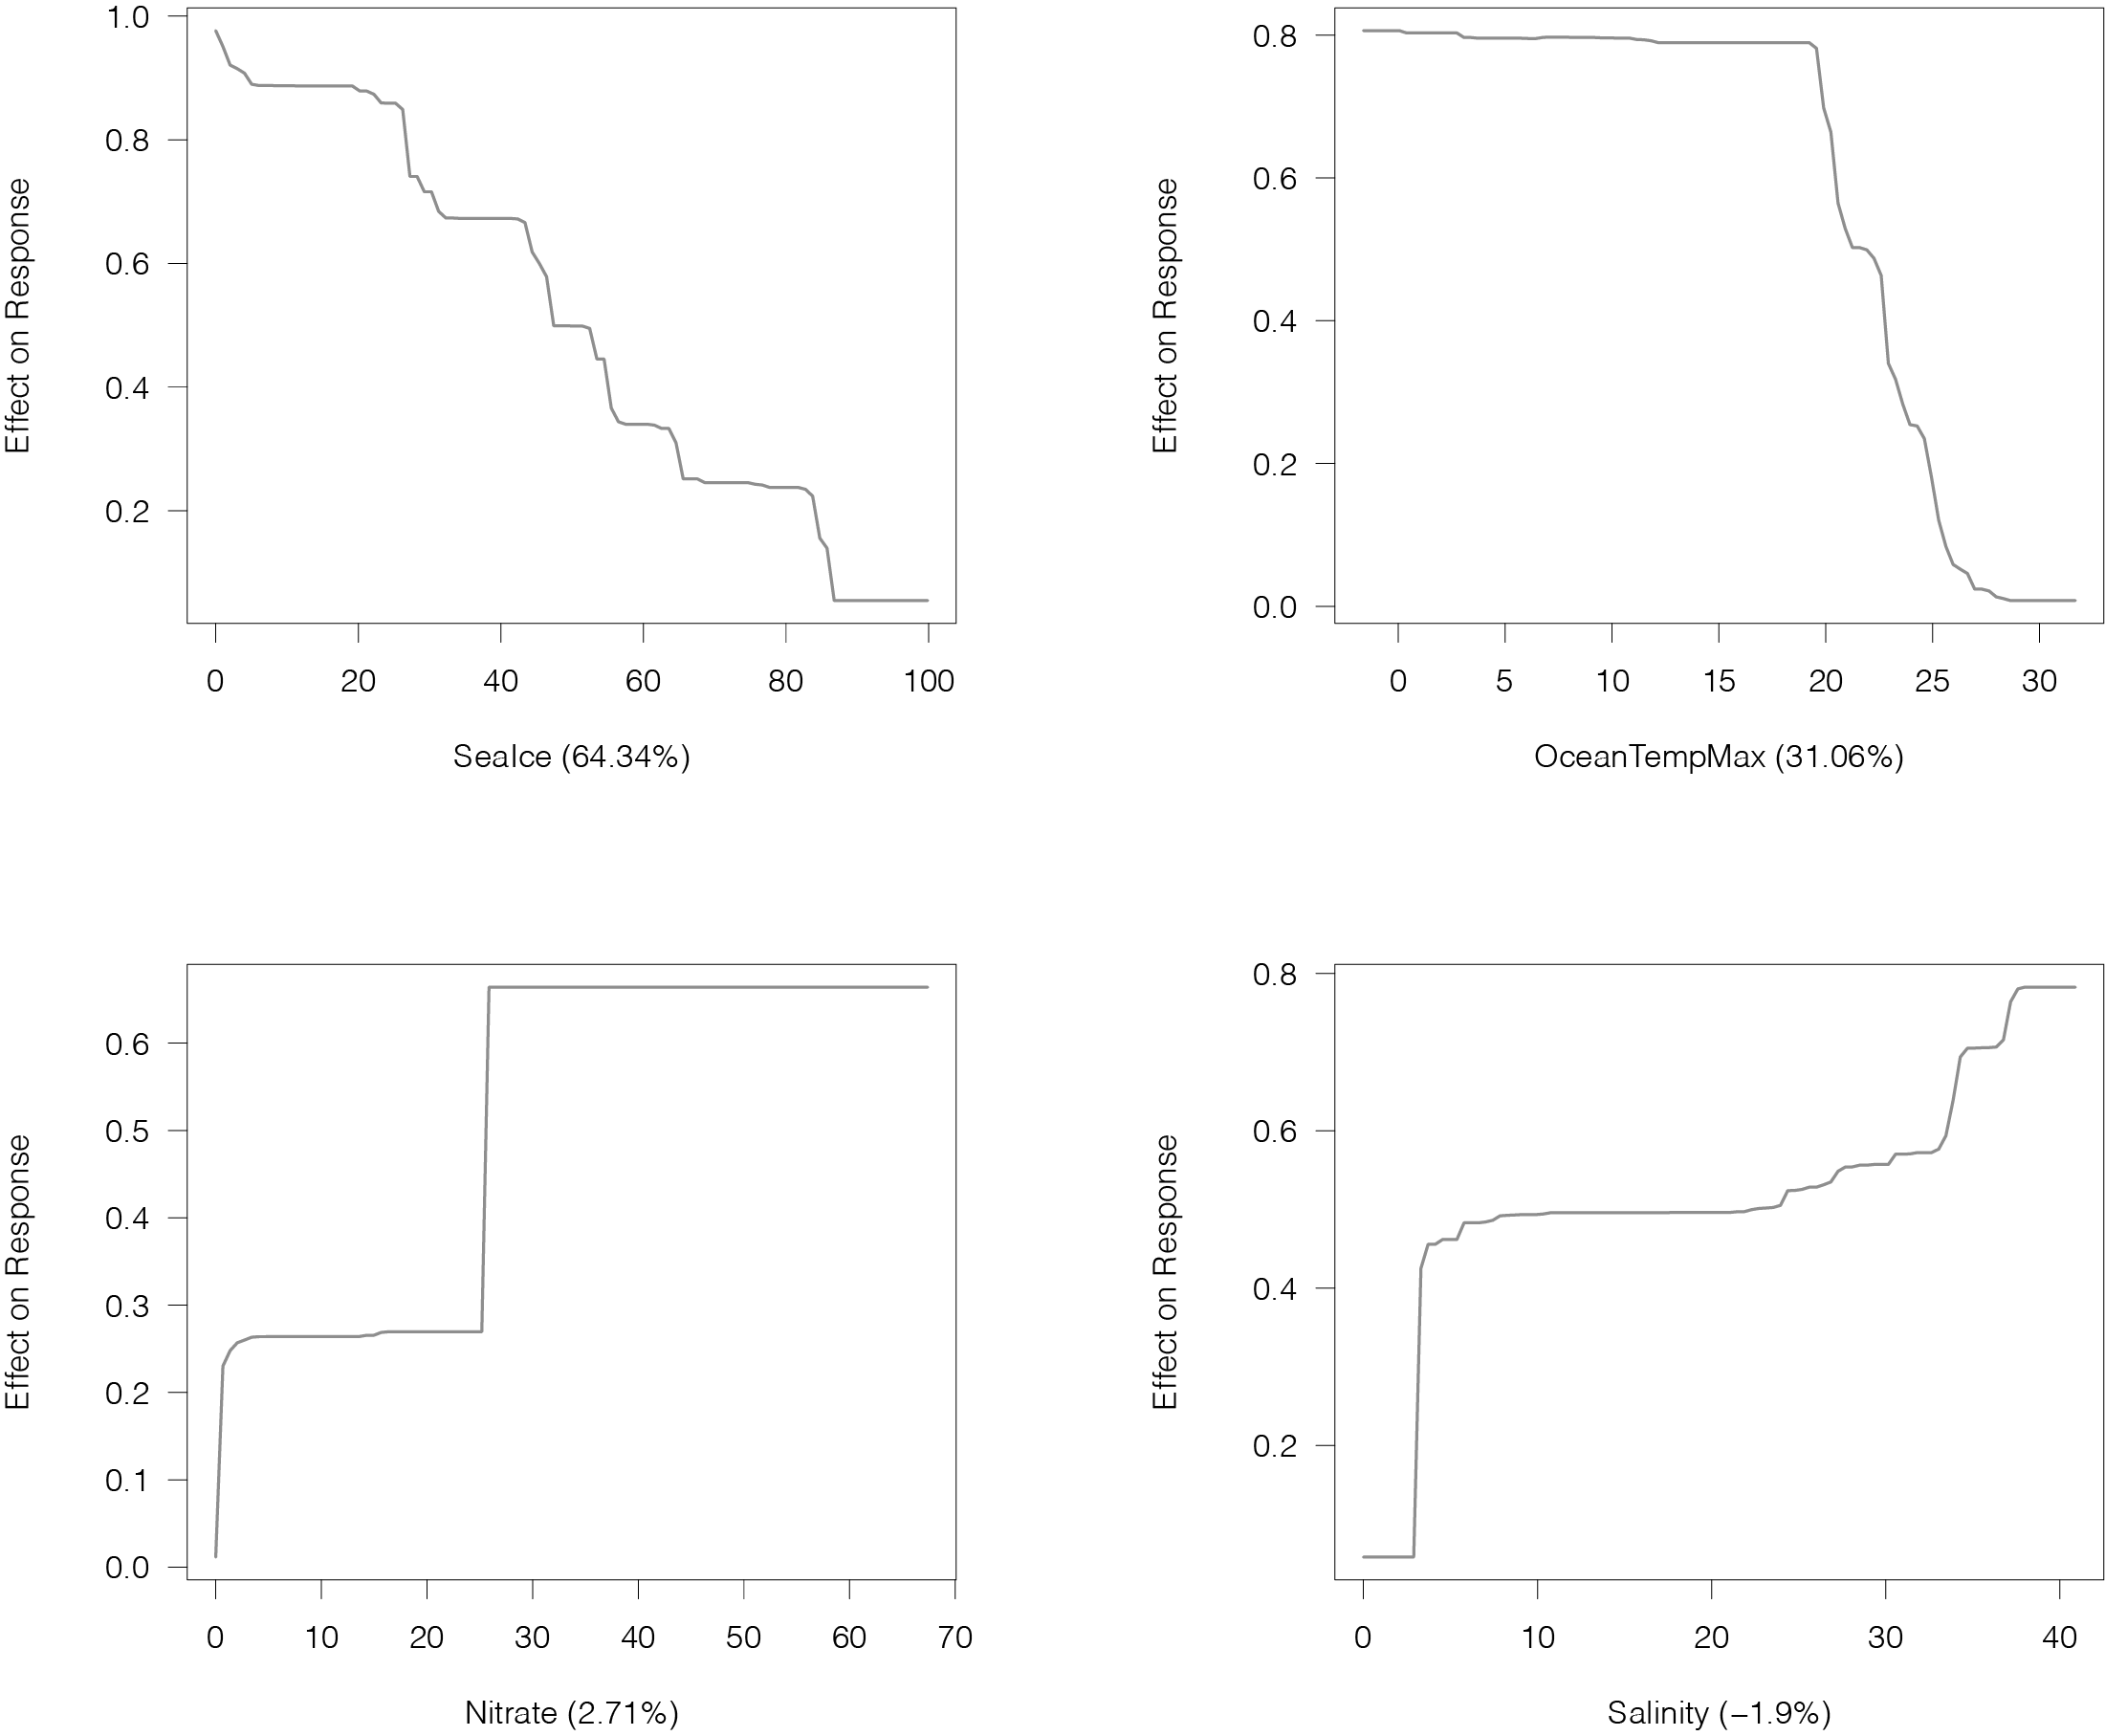 Effect on Response
1.0
0.8
0.6
0.4
0.2
0 20 40 60 80 100
SeaIce (64.34%)
Effect on Response
0.8
0.6
0.4
0.2
0.0
0 5 10 15 20 25 30
OceanTempMax (31.06%)
Effect on Response
0.6
0.5
0.4
0.3
0.2
0.1
0.0
0 10 20 30 40 50 60 70
Nitrate (2.71%)
Effect on Response
0.8
0.6
0.4
0.2
0 10 20 30 40
Salinity (−1.9%)